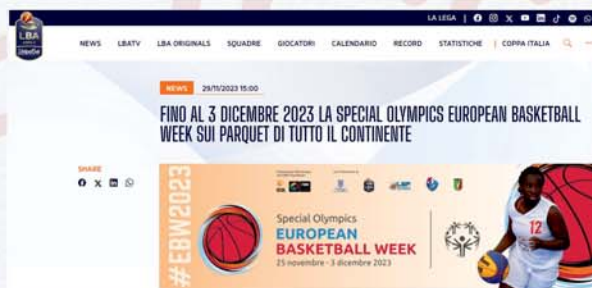 LA LEGA |
LBA
NEWS LBATV LBA ORIGINALS SQUADRE GIOCATORI CALENDARIO RECORD STATISTICHE | COPPA ITALIA
NEWS 29/11/2023 15:00
FINO AL 3 DICEMBRE 2023 LA SPECIAL OLYMPICS EUROPEAN BASKETBALL
WEEK SUI PARQUET DI TUTTO IL CONTINENTE
SHARE
#EBW2023
Special Olympics
EUROPEAN
BASKETBALL WEEK
25 novembre - 3 dicembre 2023
12